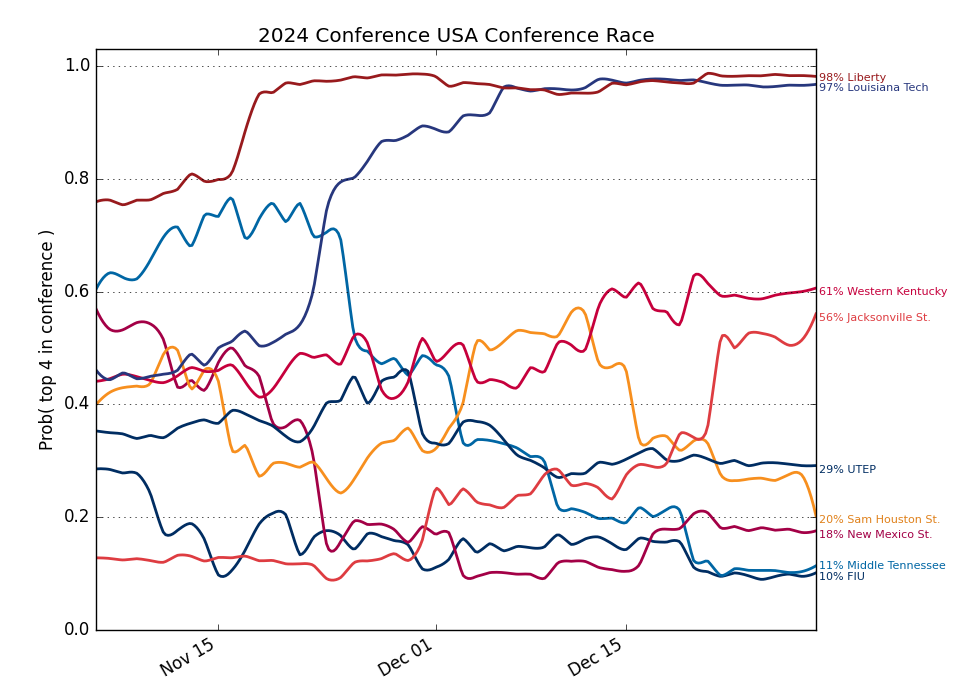 2024 Conference USA Conference Race
Prob( top 4 in conference )
1.0
0.8
0.6
0.4
0.2
0.0
Nov 15
Dec 01
Dec 15
98% Liberty
97% Louisiana Tech
61% Western Kentucky
56% Jacksonville St.
29% UTEP
20% Sam Houston St.
18% New Mexico St.
11% Middle Tennessee
10% FIU